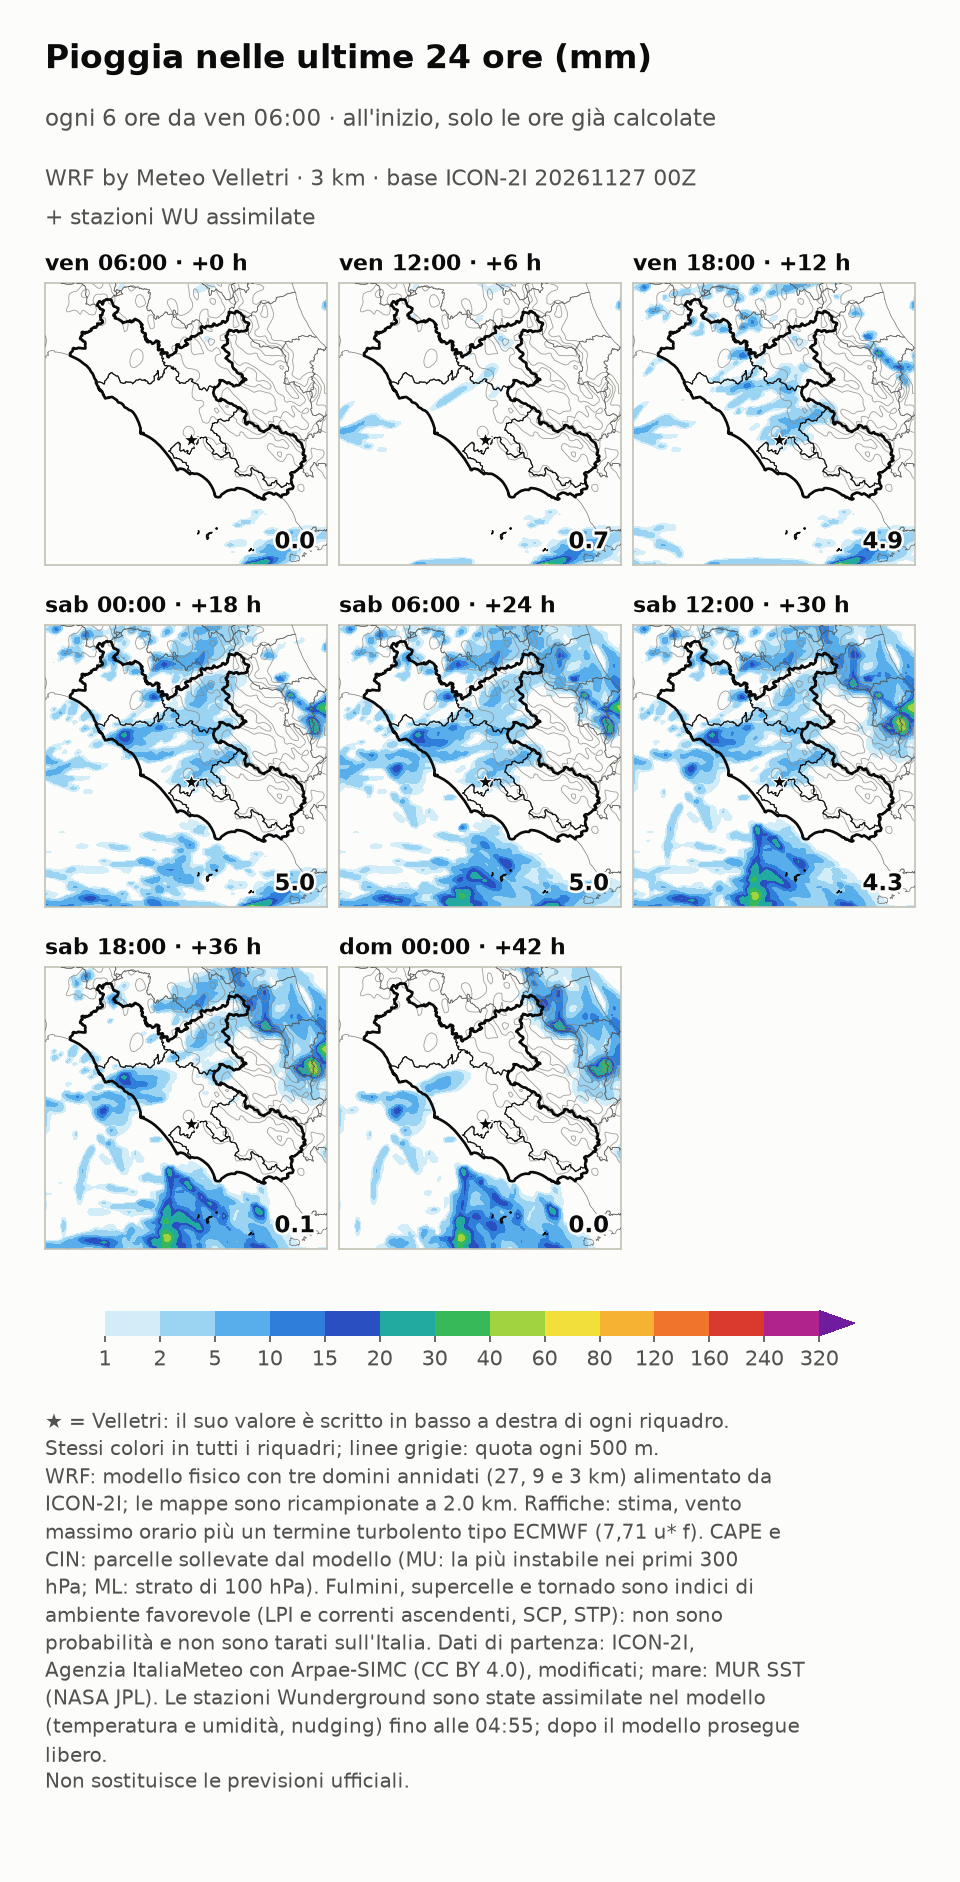 Pioggia nelle ultime 24 ore (mm)
ogni 6 ore da ven 06:00 · all'inizio, solo le ore già calcolate
WRF by Meteo Velletri · 3 km · base ICON-2I 20261127 00Z
+ stazioni WU assimilate
ven 06:00 · +0 h
ven 12:00 · +6 h
ven 18:00 · +12 h
0.0
0.7
4.9
sab 00:00 · +18 h
sab 06:00 · +24 h
sab 12:00 · +30 h
5.0
5.0
4.3
sab 18:00 · +36 h
dom 00:00 · +42 h
0.1
0.0
1 2 5 10 15 20 30 40 60 80 120 160 240 320
★ = Velletri: il suo valore è scritto in basso a destra di ogni riquadro.
Stessi colori in tutti i riquadri; linee grigie: quota ogni 500 m.
WRF: modello fisico con tre domini annidati (27, 9 e 3 km) alimentato da
ICON-2I; le mappe sono ricampionate a 2.0 km. Raffiche: stima, vento
massimo orario più un termine turbolento tipo ECMWF (7,71 u* f). CAPE e
CIN: parcelle sollevate dal modello (MU: la più instabile nei primi 300
hPa; ML: strato di 100 hPa). Fulmini, supercelle e tornado sono indici di
ambiente favorevole (LPI e correnti ascendenti, SCP, STP): non sono
probabilità e non sono tarati sull'Italia. Dati di partenza: ICON-2I,
Agenzia ItaliaMeteo con Arpae-SIMC (CC BY 4.0), modificati; mare: MUR SST
(NASA JPL). Le stazioni Wunderground sono state assimilate nel modello
(temperatura e umidità, nudging) fino alle 04:55; dopo il modello prosegue
libero.
Non sostituisce le previsioni ufficiali.